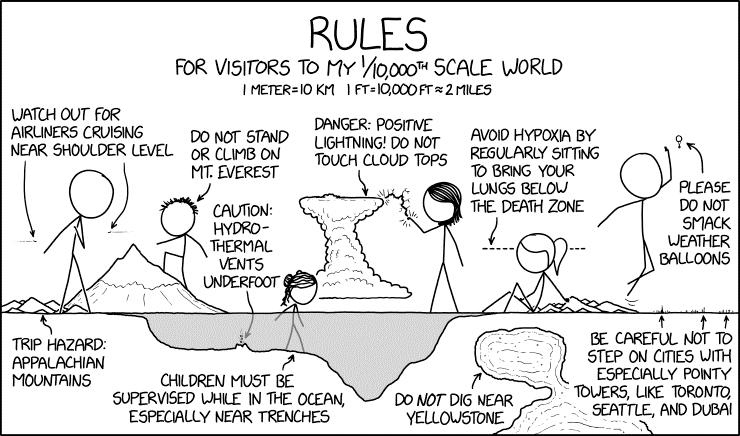 RULES
FOR VISITORS TO MY 1/10,000TH SCALE WORLD
1 METER=10 KM 1 FT=10,000 FT≈2 MILES
WATCH OUT FOR
AIRLINERS CRUISING
NEAR SHOULDER LEVEL
DO NOT STAND
OR CLIMB ON
MT. EVEREST
CAUTION:
HYDRO-
THERMAL
VENTS
UNDERFOOT
DANGER: POSITIVE
LIGHTNING! DO NOT
TOUCH CLOUD TOPS
AVOID HYPOXIA BY
REGULARLY SITTING
TO BRING YOUR
LUNGS BELOW
THE DEATH ZONE
PLEASE
DO NOT
SMACK
WEATHER
BALLOONS
TRIP HAZARD:
APPALACHIAN
MOUNTAINS
CHILDREN MUST BE
SUPERVISED WHILE IN THE OCEAN,
ESPECIALLY NEAR TRENCHES
DO NOT DIG NEAR
YELLOWSTONE
BE CAREFUL NOT TO
STEP ON CITIES WITH
ESPECIALLY POINTY
TOWERS, LIKE TORONTO,
SEATTLE, AND DUBAI